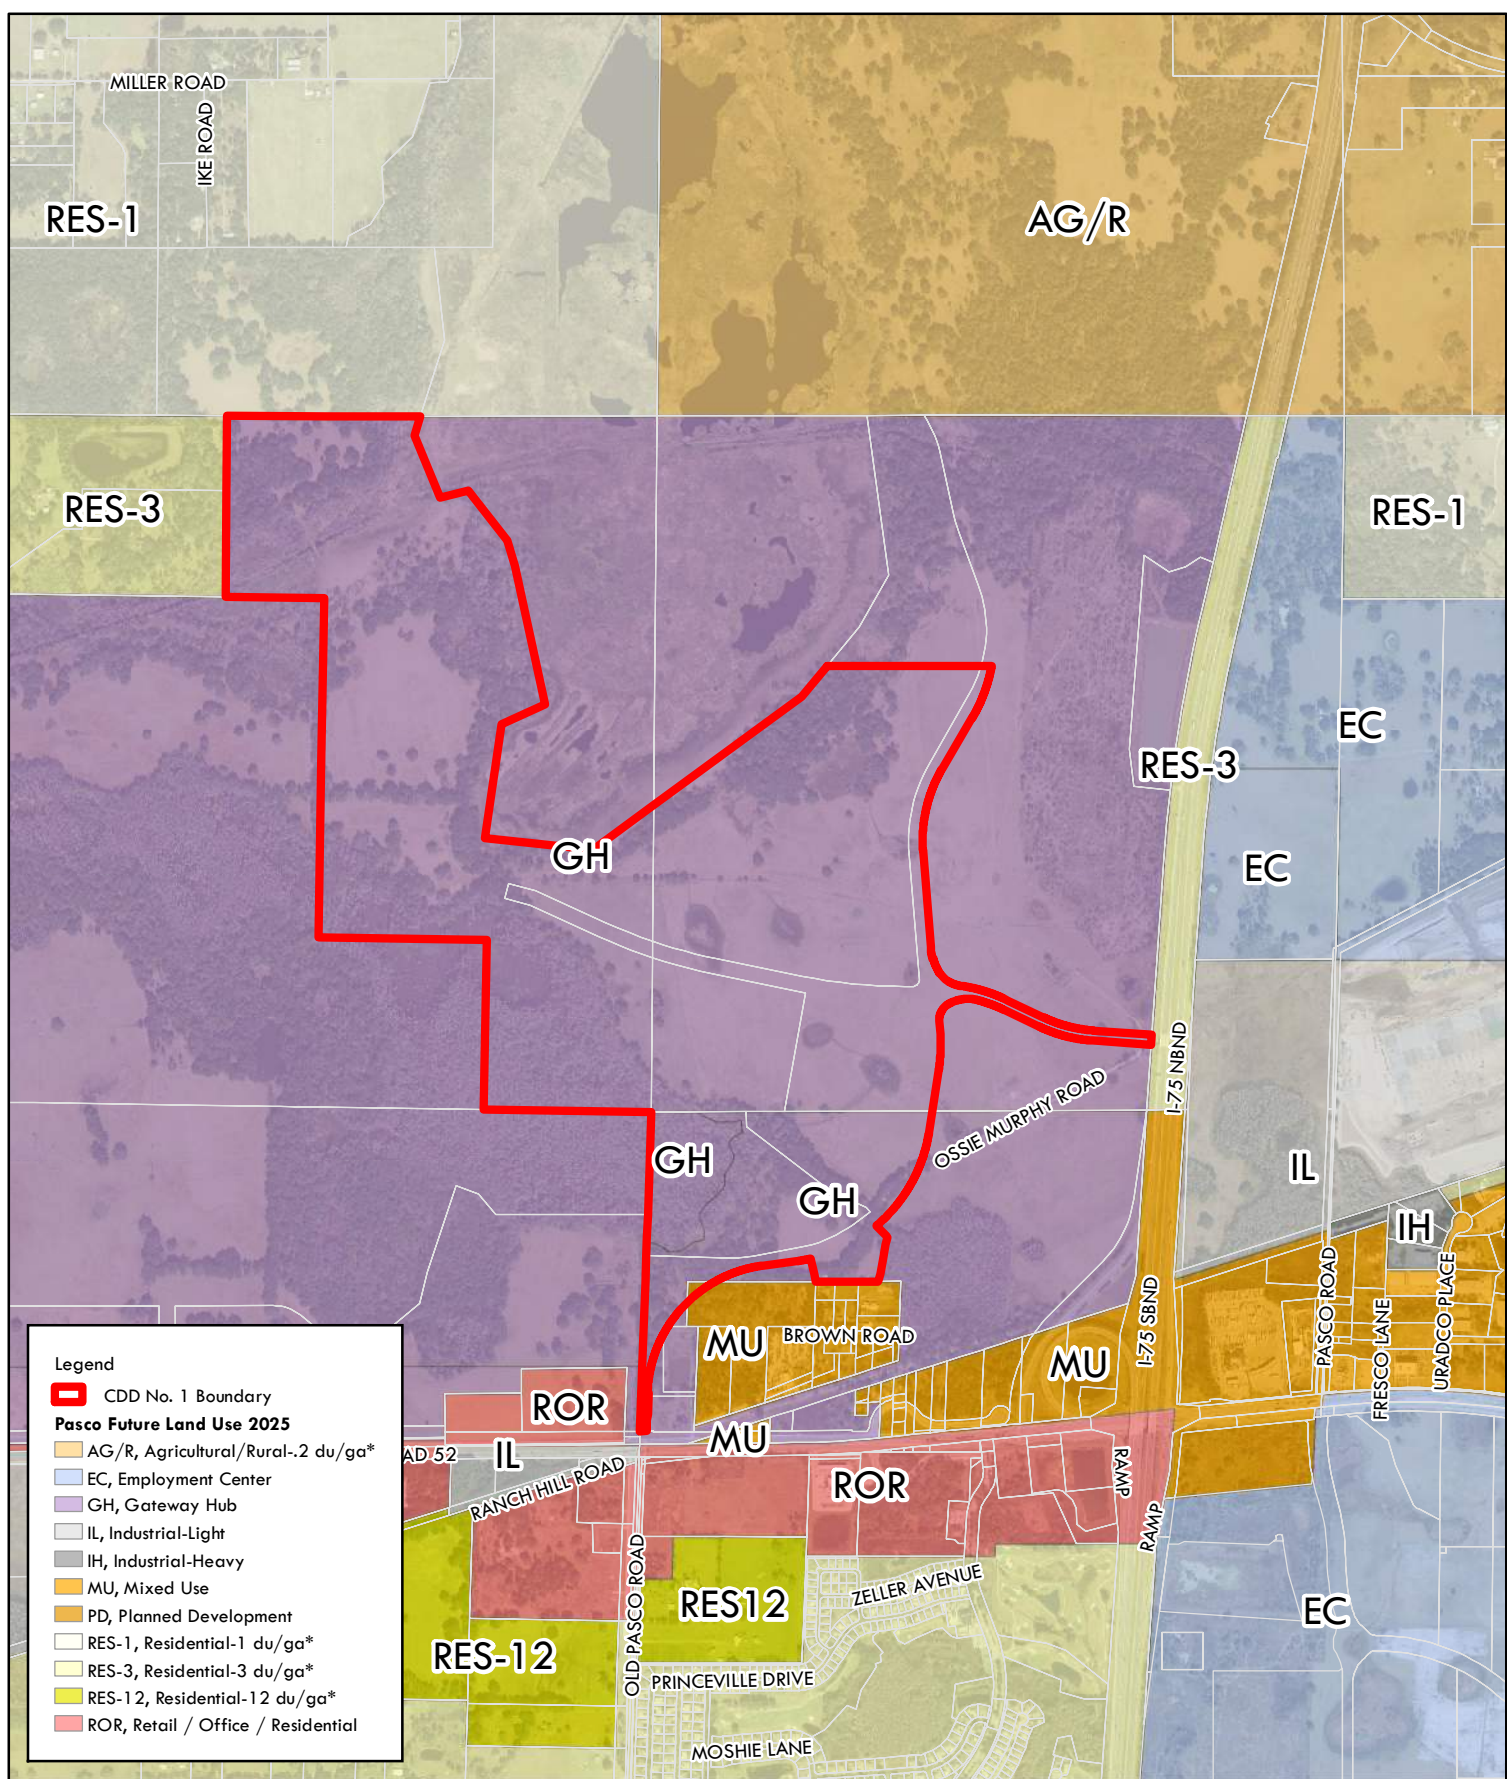 MILLER ROAD
IKE ROAD
RES-1
AG/R
RES-3
RES-1
EC
RES-3
GH
EC
I-75 NBND
OSSIE MURPHY ROAD
GH
IL
GH
IH
PASCO ROAD
URADCO PLACE
I-75 SBND
FRESCO LANE
MU
BROWN ROAD
MU
ROR
MU
AD 52
IL
RANCH HILL ROAD
ROR
RAMP
RAMP
OLD PASCO ROAD
ZELLER AVENUE
RES12
EC
RES-12
PRINCEVILLE DRIVE
MOSHIE LANE
Legend
CDD No. 1 Boundary
Pasco Future Land Use 2025
AG/R, Agricultural/Rural-.2 du/ga*
EC, Employment Center
GH, Gateway Hub
IL, Industrial-Light
IH, Industrial-Heavy
MU, Mixed Use
PD, Planned Development
RES-1, Residential-1 du/ga*
RES-3, Residential-3 du/ga*
RES-12, Residential-12 du/ga*
ROR, Retail / Office / Residential